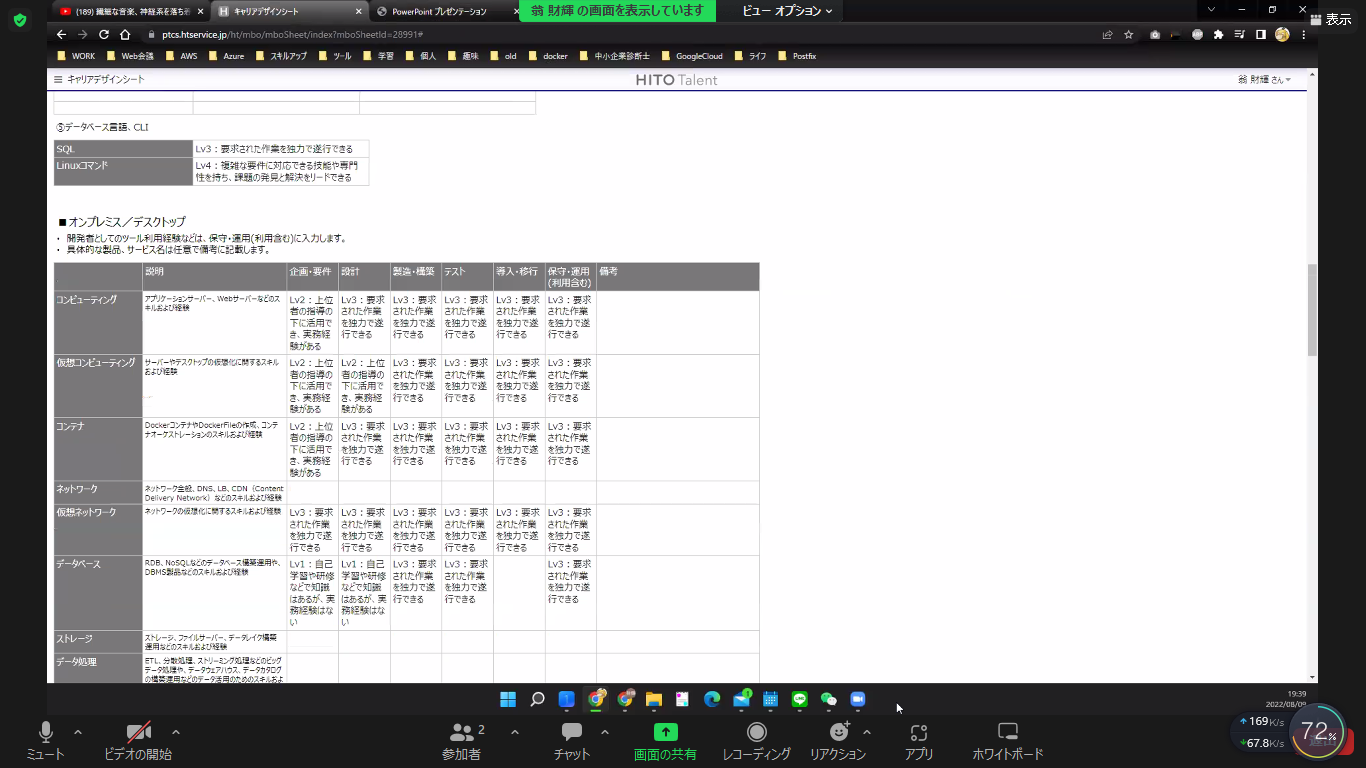 (189) 繊細な音楽、神経系を落ち着
キャリアデザインシート
PowerPoint プレゼンテーション
翁 財輝 の画面を表示しています
ビュー オプション
表示
ptcs.htservice.jp/ht/mbo/mboSheet/index?mboSheetId=28991#
WORK Web会議 AWS Azure スキルアップ ツール 学習 個人 趣味 old docker 中小企業診断士 GoogleCloud ライフ Postfix
キャリアデザインシート
HITO Talent
翁 財輝 さん
⑤データベース言語、CLI
SQL
Lv3：要求された作業を独力で遂行できる
Linuxコマンド
Lv4：複雑な要件に対応できる技能や専門
性を持ち、課題の発見と解決をリードできる
■オンプレミス／デスクトップ
・ 開発者としてのツール利用経験などは、保守・運用(利用含む)に入力します。
・ 具体的な製品、サービス名は任意で備考に記載します。
説明
企画・要件
設計
製造・構築
テスト
導入・移行
保守・運用
(利用含む)
備考
コンピューティング
アプリケーションサーバー、Webサーバーなどのス
キルおよび経験
Lv2：上位
者の指導の
下に活用で
き、実務経
験がある
Lv3：要求
された作業
を独力で遂
行できる
Lv3：要求
された作業
を独力で遂
行できる
Lv3：要求
された作業
を独力で遂
行できる
Lv3：要求
された作業
を独力で遂
行できる
Lv3：要求
された作業
を独力で遂
行できる
仮想コンピューティング
サーバーやデスクトップの仮想化に関するスキル
および経験
Lv2：上位
者の指導の
下に活用で
き、実務経
験がある
Lv2：上位
者の指導の
下に活用で
き、実務経
験がある
Lv3：要求
された作業
を独力で遂
行できる
Lv3：要求
された作業
を独力で遂
行できる
Lv3：要求
された作業
を独力で遂
行できる
Lv3：要求
された作業
を独力で遂
行できる
コンテナ
DockerコンテナやDockerFileの作成、コンテ
ナオーケストレーションのスキルおよび経験
Lv2：上位
者の指導の
下に活用で
き、実務経
験がある
Lv3：要求
された作業
を独力で遂
行できる
Lv3：要求
された作業
を独力で遂
行できる
Lv3：要求
された作業
を独力で遂
行できる
Lv3：要求
された作業
を独力で遂
行できる
Lv3：要求
された作業
を独力で遂
行できる
ネットワーク
ネットワーク全般、DNS、LB、CDN（Content
Delivery Network）などのスキルおよび経験
仮想ネットワーク
ネットワークの仮想化に関するスキルおよび経験
Lv3：要求
された作業
を独力で遂
行できる
Lv3：要求
された作業
を独力で遂
行できる
Lv3：要求
された作業
を独力で遂
行できる
Lv3：要求
された作業
を独力で遂
行できる
Lv3：要求
された作業
を独力で遂
行できる
Lv3：要求
された作業
を独力で遂
行できる
データベース
RDB、NoSQLなどのデータベース構築運用や、
DBMS製品などのスキルおよび経験
Lv1：自己
学習や研修
などで知識
はあるが、実
務経験はな
い
Lv1：自己
学習や研修
などで知識
はあるが、実
務経験はな
い
Lv3：要求
された作業
を独力で遂
行できる
Lv3：要求
された作業
を独力で遂
行できる
Lv3：要求
された作業
を独力で遂
行できる
ストレージ
ストレージ、ファイルサーバー、データレイク構築
運用などのスキルおよび経験
データ処理
ETL、分散処理、ストリーミング処理などのビッグ
データ処理や、データウェアハウス、データカタログ
の構築運用などのデータ活用のためのスキルおよ
19:39
2022/08/09
ミュート
ビデオの開始
参加者 2
チャット
画面の共有
レコーディング
リアクション
アプリ
ホワイトボード
169K/s
67.8K/s
72%